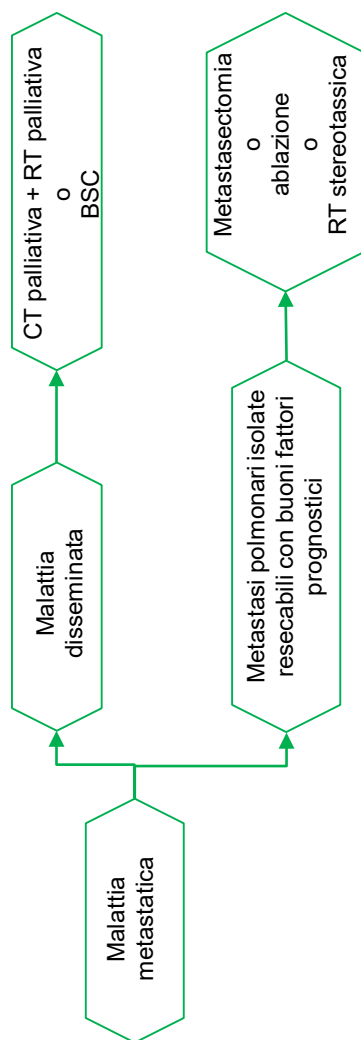 Malattia
metastatica
Malattia
disseminata
CT palliativa + RT palliativa
o
BSC
Metastasi polmonari isolate
resecabili con buoni fattori
prognostici
Metastasectomia
o
ablazione
o
RT stereotassica